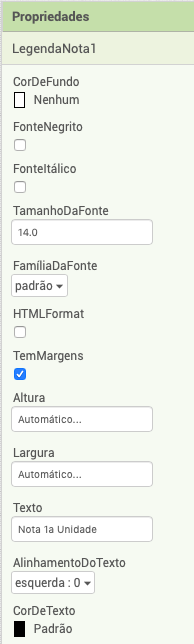 Propriedades
LegendaNota1
CorDeFundo
Nenhum
FonteNegrito
FonteItálico
TamanhoDaFonte
14.0
FamíliaDaFonte
padrão
HTMLFormat
TemMargens
Altura
Automático...
Largura
Automático...
Texto
Nota 1a Unidade
AlinhamentoDoTexto
esquerda : 0
CorDeTexto
Padrão